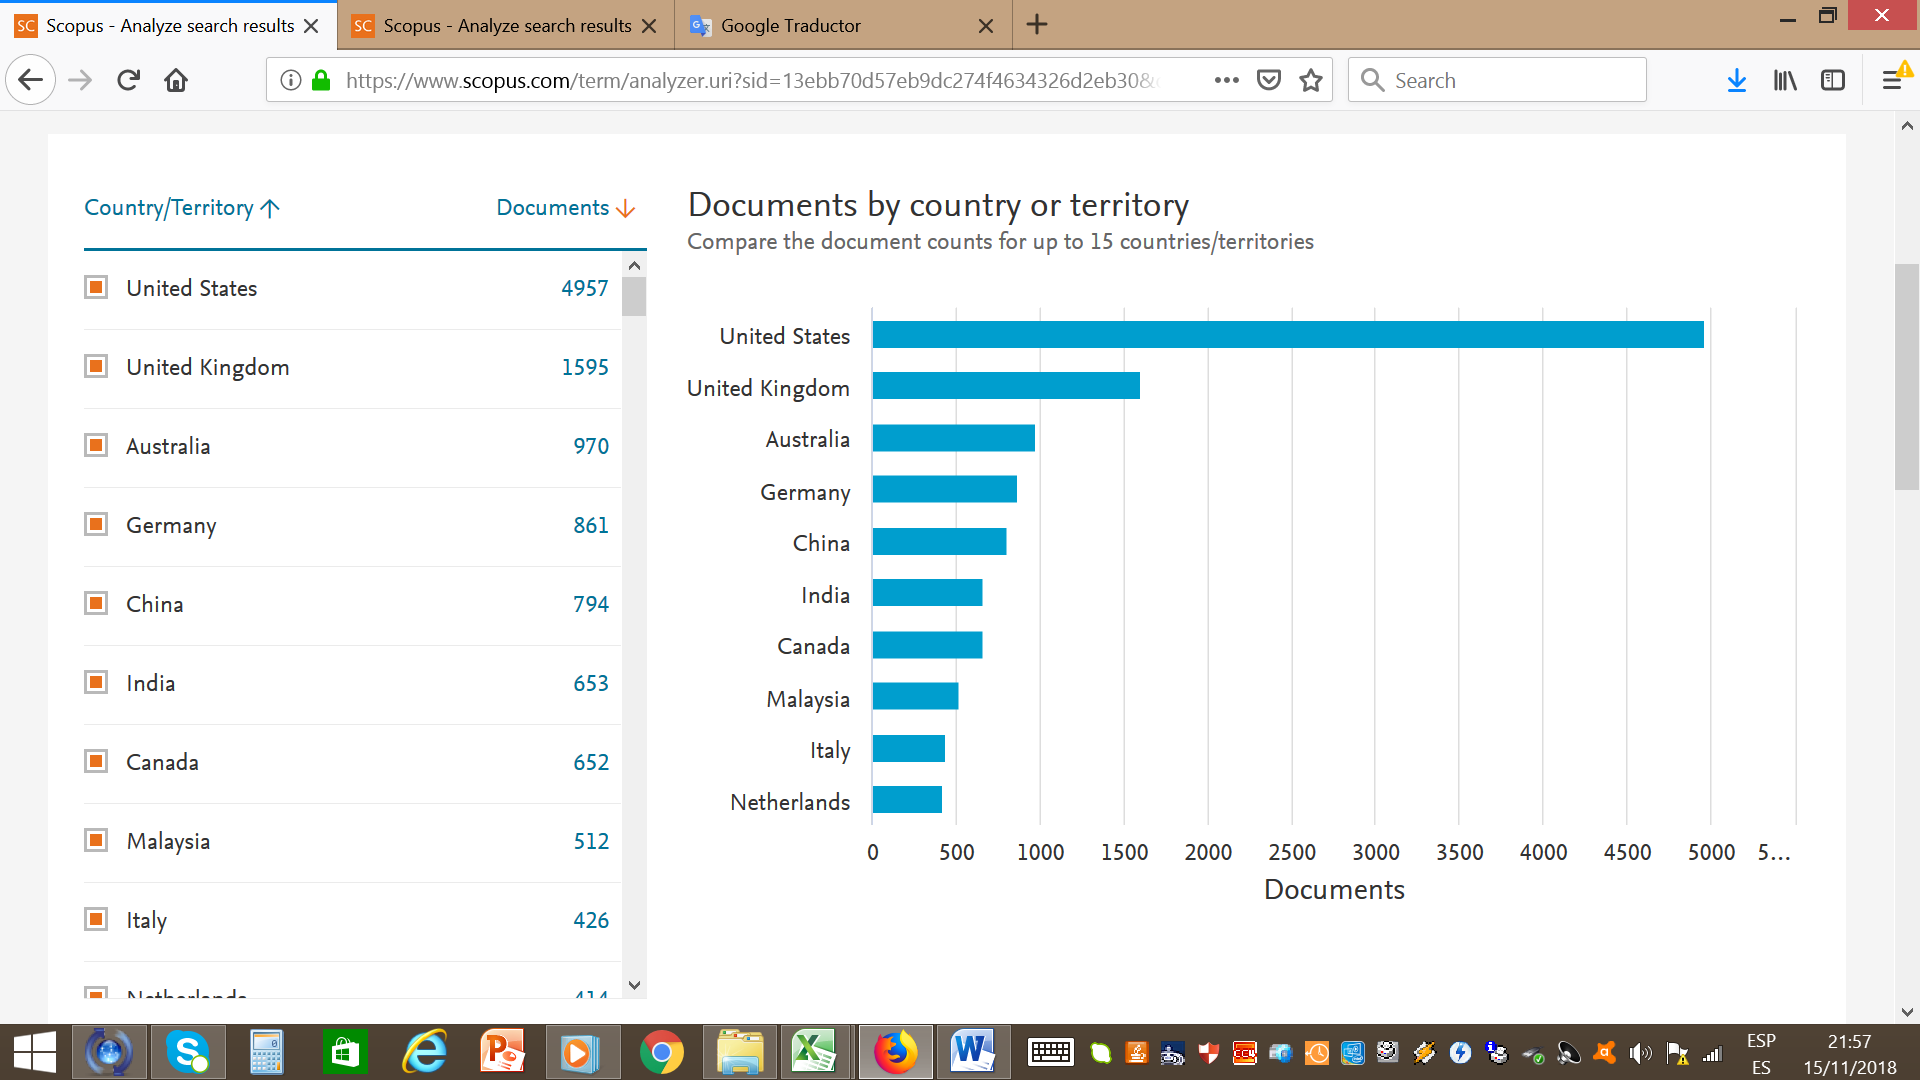 Scopus - Analyze search results
Scopus - Analyze search results
Google Traductor
https://www.scopus.com/term/analyzer.uri?sid=13ebb70d57eb9dc274f4634326d2eb30&
Search
Country/Territory Documents
United States 4957
United Kingdom 1595
Australia 970
Germany 861
China 794
India 653
Canada 652
Malaysia 512
Italy 426
Netherlands 414
Documents by country or territory
Compare the document counts for up to 15 countries/territories
United States
United Kingdom
Australia
Germany
China
India
Canada
Malaysia
Italy
Netherlands
0 500 1000 1500 2000 2500 3000 3500 4000 4500 5000 5...
Documents
ESP
ES
21:57
15/11/2018